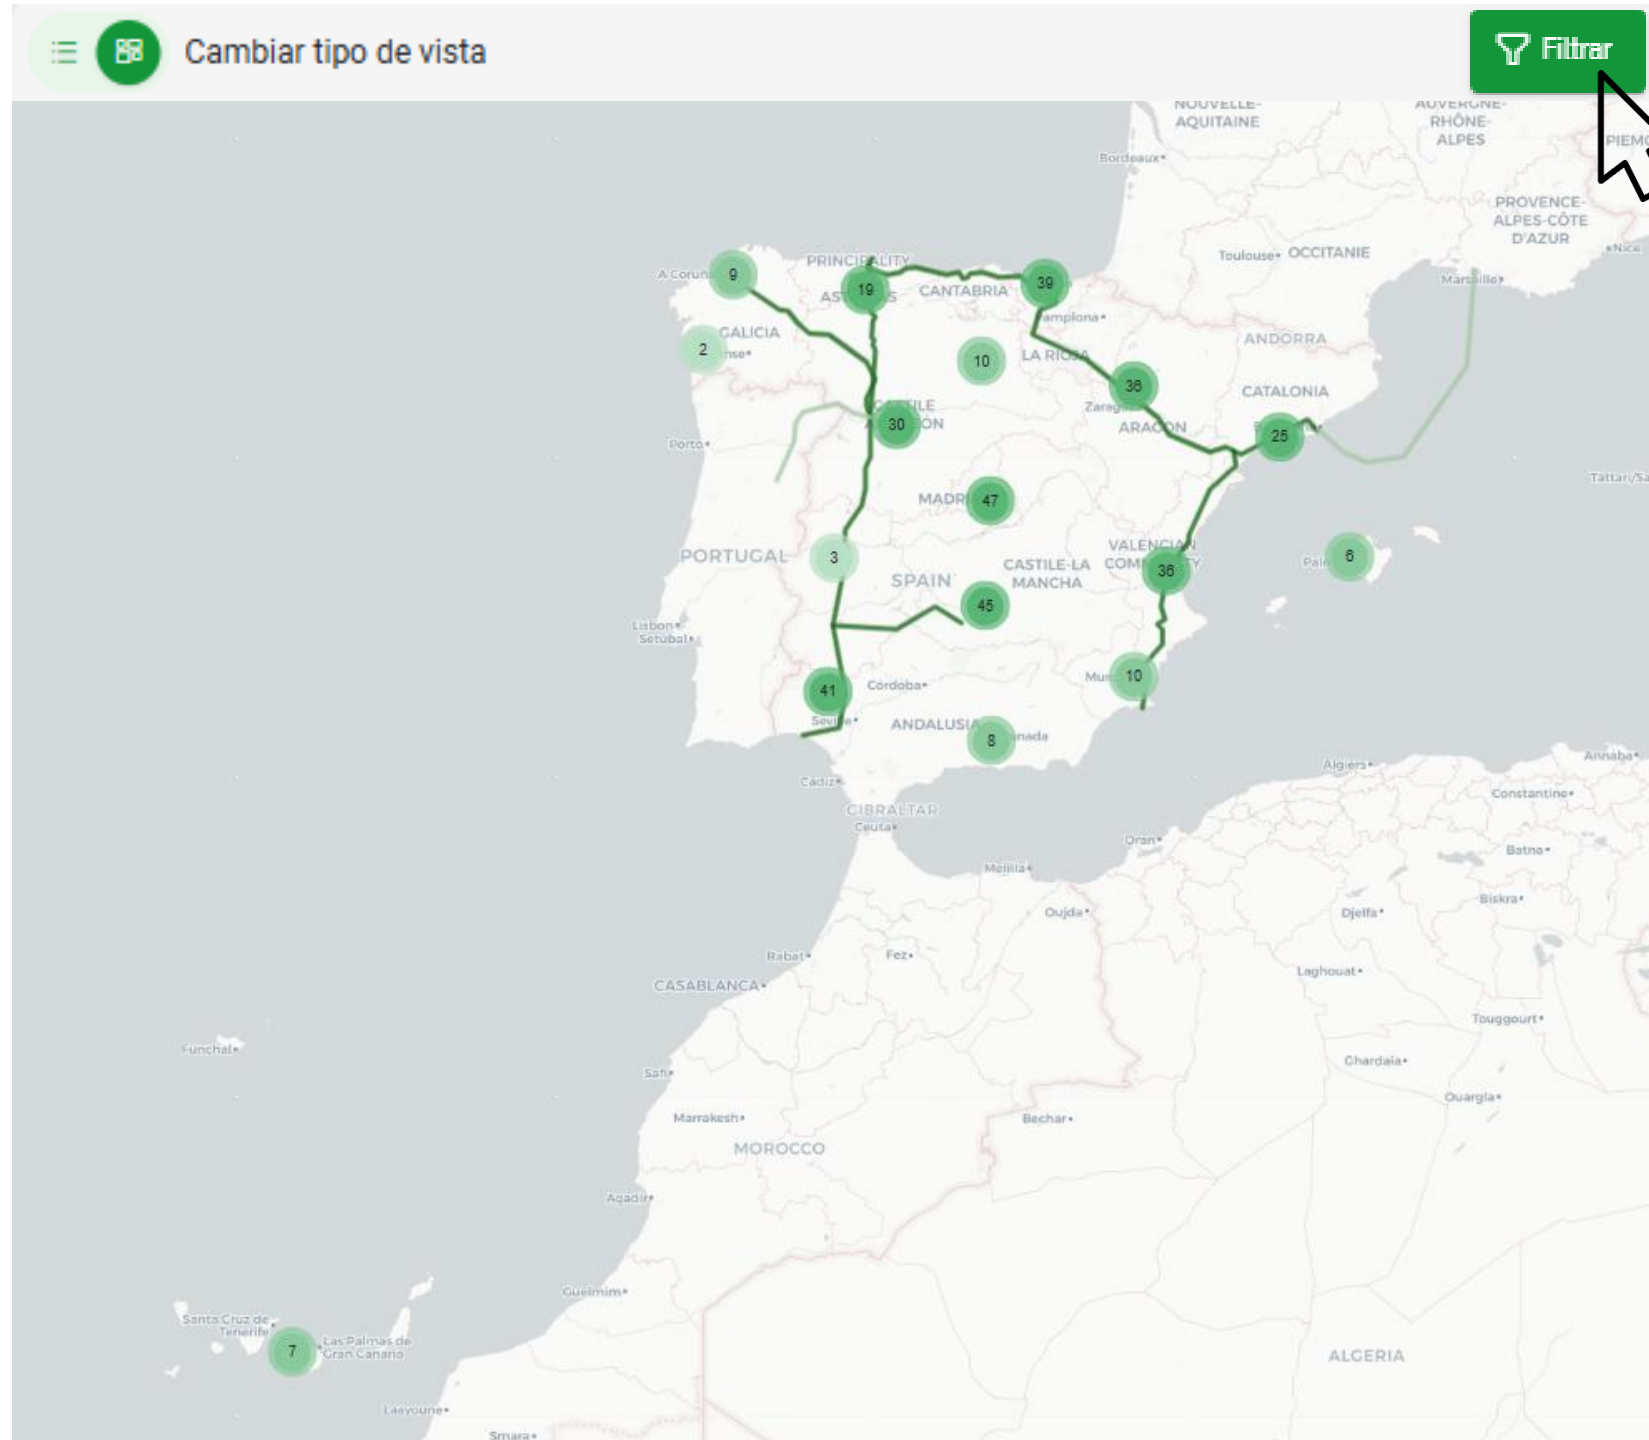 Cambiar tipo de vista
Filtrar
NOUVELLE-
AQUITAINE
AUVERGNE-
RHÔNE-
ALPES
Bordeaux
PROVENCE-
ALPES-CÔTE
D'AZUR
Nice
Toulouse
OCCITANIE
Marseille
PRINCIPALITY
9
19
39
CANTABRIA
GALICIA
2
10
LA RIOJA
ANDORRA
36
CATALONIA
ARAGON
30
25
Porto
MADR
47
PORTUGAL
3
SPAIN
CASTILE-LA
MANCHA
VALENCIAN
36
6
45
Lisbon
Setúbal
41
Córdoba
10
Seville
ANDALUSIA
8
Cádiz
GIBRALTAR
Ceuta
Melilla
Algiers
Annaba
Constantine
Oran
Batna
Oujda
Djelfa
Biskra
Rabat
Fez
Laghouat
CASABLANCA
Touggourt
Funchal
Ghardaia
Safi
Ouargla
Marrakesh
Bechar
MOROCCO
Agadir
Guelmim
Santa Cruz de
Tenerife
7
Las Palmas de
Gran Canaria
ALGERIA
Laayoune
Smara